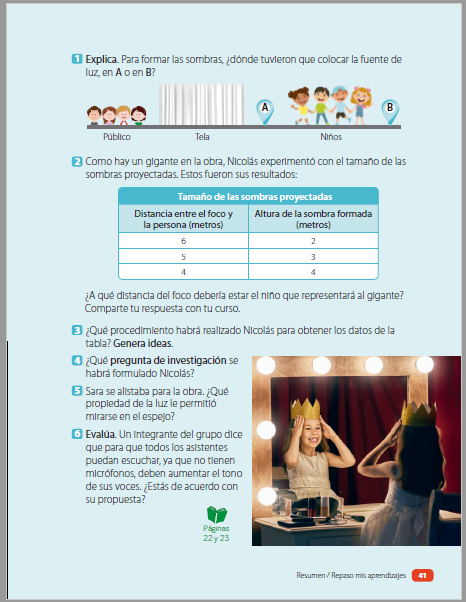 1 Explica. Para formar las sombras, ¿dónde tuvieron que colocar la fuente de
luz, en A o en B?
A
B
Público
Tela
Niños
2 Como hay un gigante en la obra, Nicolás experimentó con el tamaño de las
sombras proyectadas. Estos fueron sus resultados:
Tamaño de las sombras proyectadas
Distancia entre el foco y
la persona (metros)
Altura de la sombra formada
(metros)
6 2
5 3
4 4
¿A qué distancia del foco debería estar el niño que representará al gigante?
Comparte tu respuesta con tu curso.
3 ¿Qué procedimiento habrá realizado Nicolás para obtener los datos de la
tabla? Genera ideas.
4 ¿Qué pregunta de investigación se
habrá formulado Nicolás?
5 Sara se alistaba para la obra. ¿Qué
propiedad de la luz le permitió
mirarse en el espejo?
6 Evalúa. Un integrante del grupo dice
que para que todos los asistentes
puedan escuchar, ya que no tienen
micrófonos, deben aumentar el tono
de sus voces. ¿Estás de acuerdo con
su propuesta?
Páginas
22 y 23
Resumen / Repaso mis aprendizajes 41